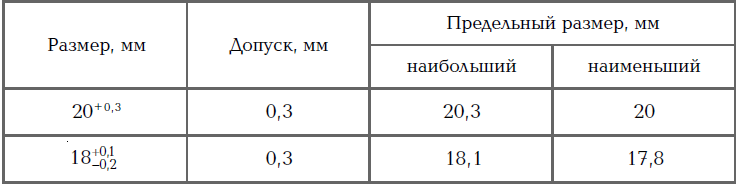 Размер, мм Допуск, мм Предельный размер, мм
наибольший наименьший
20+0,3 0,3 20,3 20
18+0,1−0,2 0,3 18,1 17,8